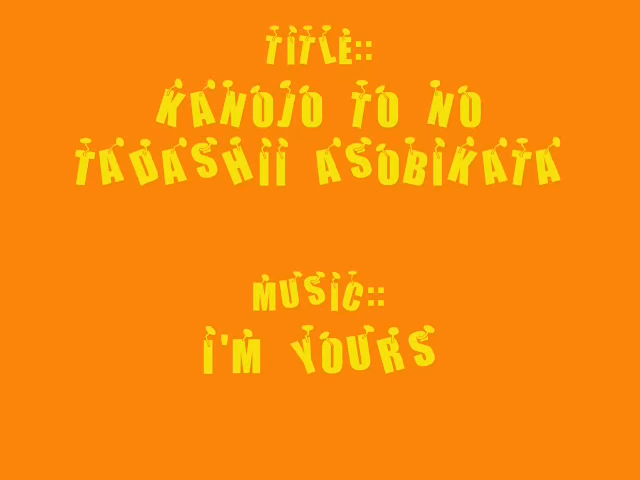 TITLE::
KANOJO TO NO
TADASHII ASOBIKATA
MUSIC::
I'M YOURS